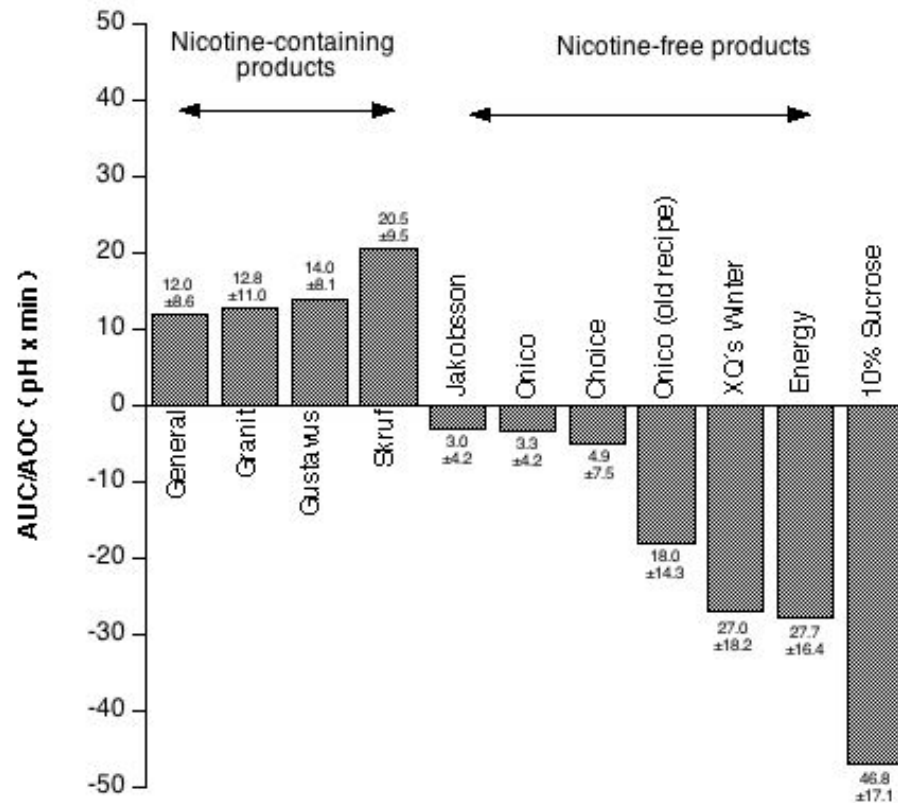 50
40
30
20
10
0
-10
-20
-30
-40
-50
AUC/AOC (pH x min)
Nicotine-containing
products
Nicotine-free products
12.0
±8.6
12.8
±11.0
14.0
±8.1
20.5
±9.5
General
Granit
Gustavus
Skruf
Jakobsson
Onico
Choice
Onico (old recipe)
XQ´s Winter
Energy
10% Sucrose
3.0
±4.2
3.3
±4.2
4.9
±7.5
18.0
±14.3
27.0
±18.2
27.7
±16.4
46.8
±17.1